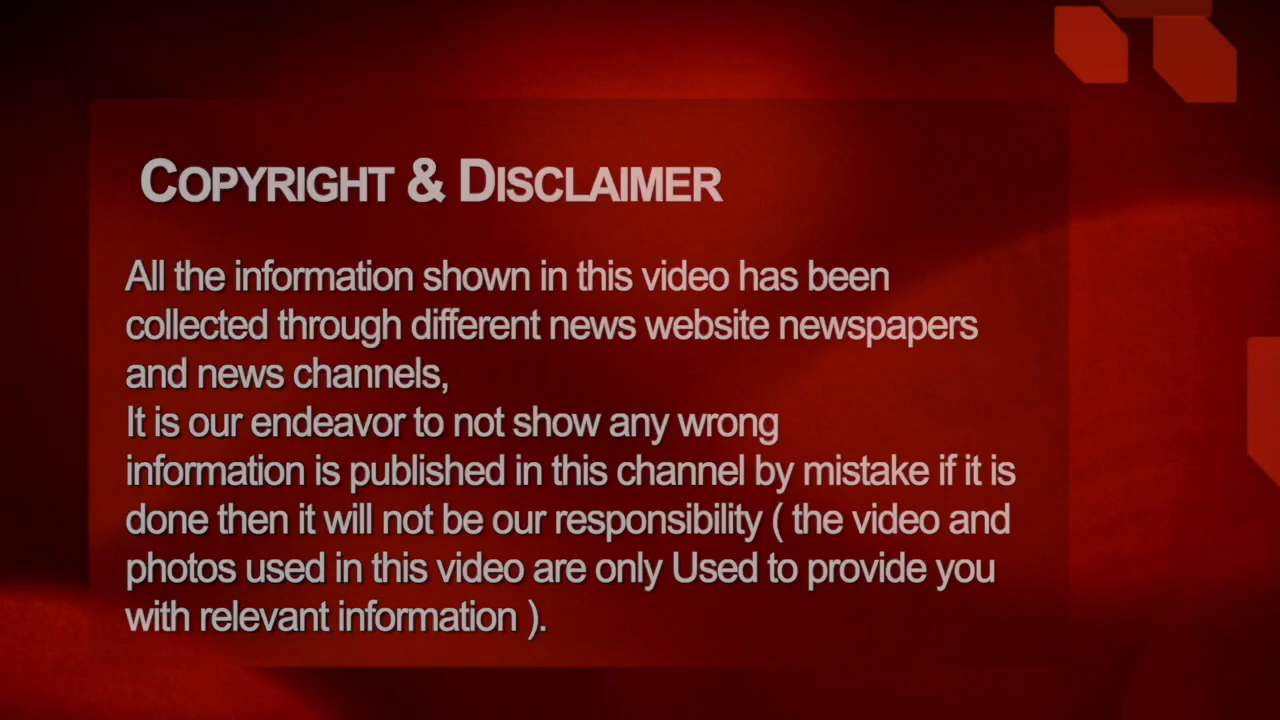 COPYRIGHT & DISCLAIMER
All the information shown in this video has been
collected through different news website newspapers
and news channels,
It is our endeavor to not show any wrong
information is published in this channel by mistake if it is
done then it will not be our responsibility ( the video and
photos used in this video are only Used to provide you
with relevant information ).